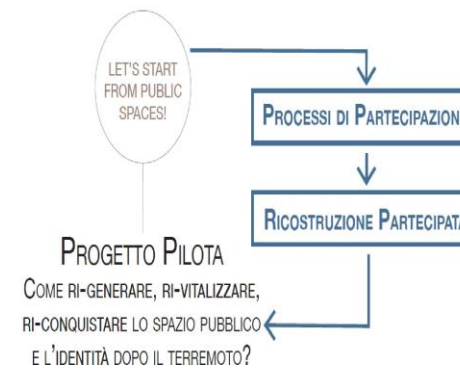 LET'S START
FROM PUBLIC
SPACES!
PROCESSI DI PARTECIPAZION
RICOSTRUZIONE PARTECIPATA
PROGETTO PILOTA
COME RI-GENERARE, RI-VITALIZZARE,
RI-CONQUISTARE LO SPAZIO PUBBLICO
E L'IDENTITÀ DOPO IL TERREMOTO?